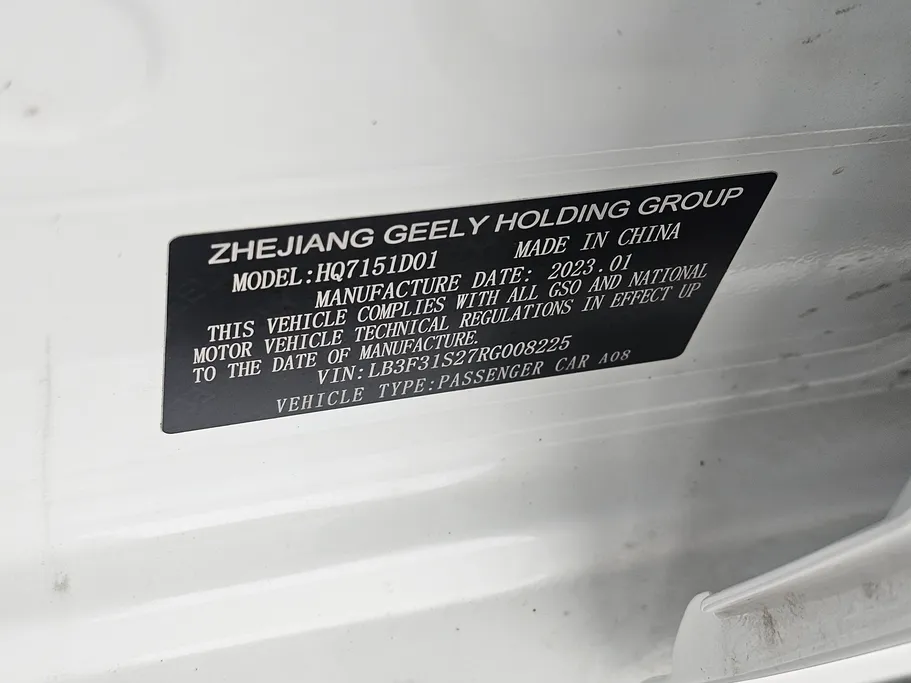 ZHEJIANG GEELY HOLDING GROUP
MODEL:HQ7151D01 MADE IN CHINA
MANUFACTURE DATE: 2023.01
THIS VEHICLE COMPLIES WITH ALL GSO AND NATIONAL
MOTOR VEHICLE TECHNICAL REGULATIONS IN EFFECT UP
TO THE DATE OF MANUFACTURE.
VIN:LB3F31S27RG008225
VEHICLE TYPE:PASSENGER CAR A08